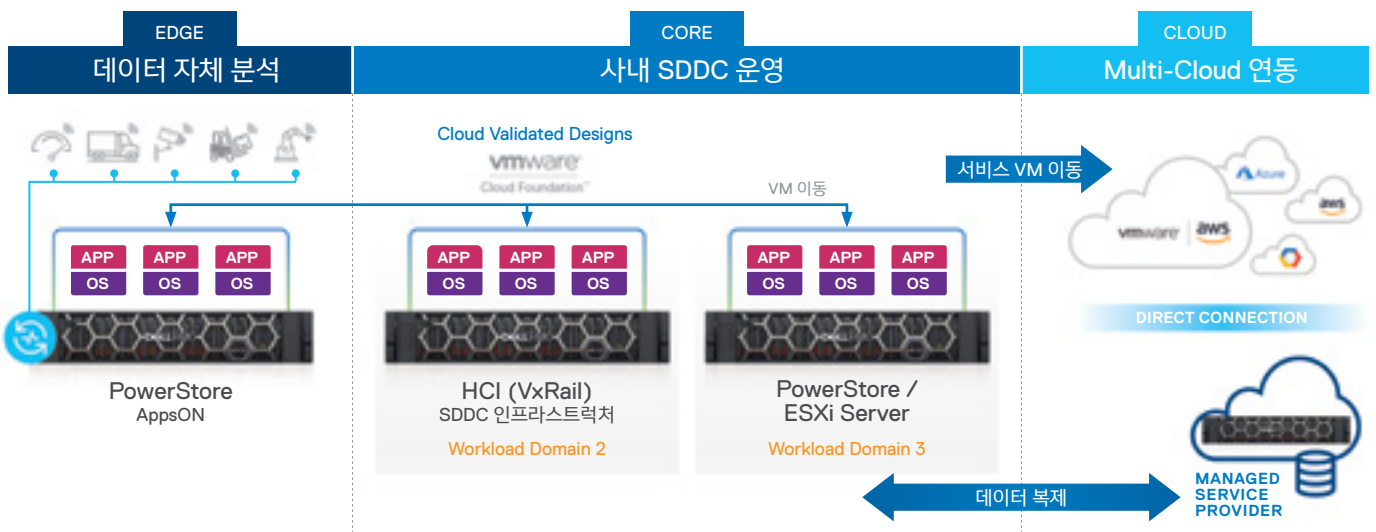 EDGE
데이터 자체 분석
CORE
사내 SDDC 운영
CLOUD
Multi-Cloud 연동
Cloud Validated Designs
vmware
Cloud Foundation™
VM 이동
서비스 VM 이동
Azure
aws
vmware | aws
APP APP APP
OS OS OS
APP APP APP
OS OS OS
APP APP APP
OS OS OS
DIRECT CONNECTION
PowerStore
AppsON
HCI (VxRail)
SDDC 인프라스트럭처
Workload Domain 2
PowerStore /
ESXi Server
Workload Domain 3
데이터 복제
MANAGED
SERVICE
PROVIDER